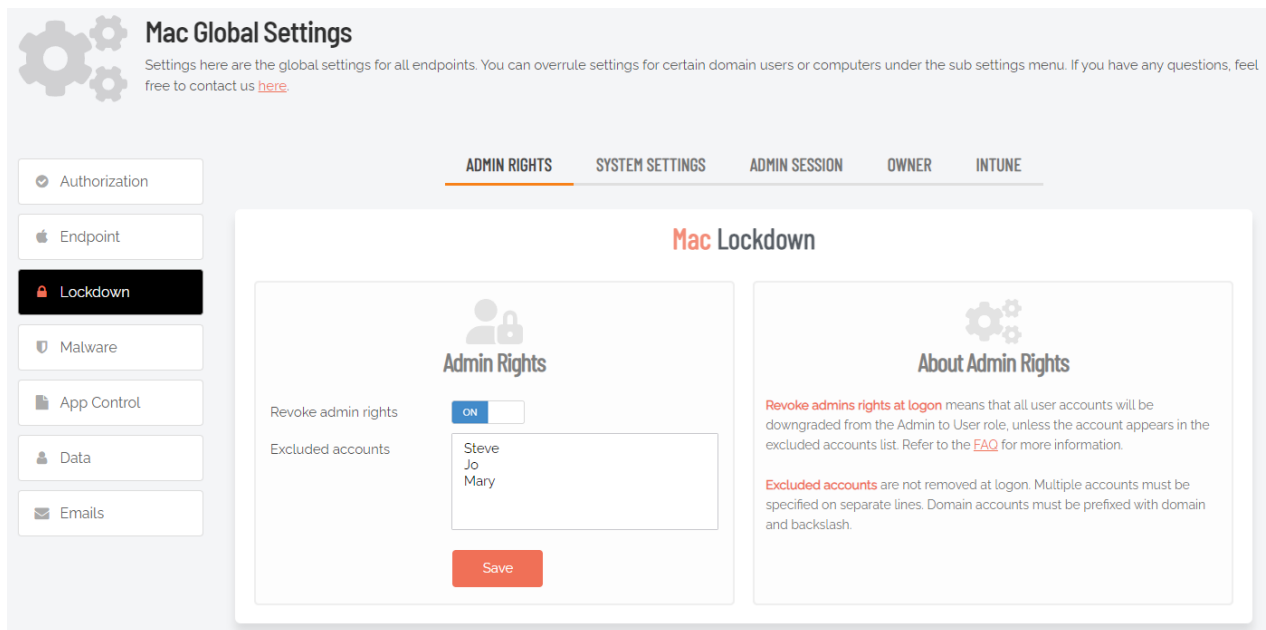 Mac Global Settings
Settings here are the global settings for all endpoints. You can overrule settings for certain domain users or computers under the sub settings menu. If you have any questions, feel
free to contact us here.
Authorization
Endpoint
Lockdown
Malware
App Control
Data
Emails
ADMIN RIGHTS SYSTEM SETTINGS ADMIN SESSION OWNER INTUNE
Mac Lockdown
Admin Rights
Revoke admin rights ON
Excluded accounts
Steve
Jo
Mary
Save
About Admin Rights
Revoke admins rights at logon means that all user accounts will be
downgraded from the Admin to User role, unless the account appears in the
excluded accounts list. Refer to the FAQ for more information.
Excluded accounts are not removed at logon. Multiple accounts must be
specified on separate lines. Domain accounts must be prefixed with domain
and backslash.